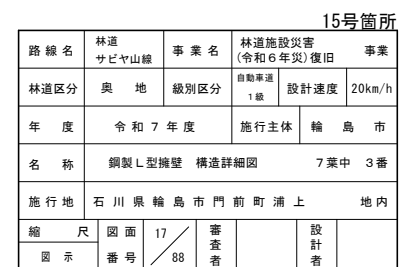 15号箇所
路線名 林道 サビヤ山線 事業名 林道施設災害 (令和6年災)復旧 事業
林道区分 奥地 級別区分 自動車道 1級 設計速度 20km/h
年度 令和7年度 施行主体 輪島市
名称 鋼製L型擁壁 構造詳細図 7葉中 3番
施行地 石川県輪島市門前町浦上 地内
縮尺 図面 17 審査者 設計者
図示 番号 88